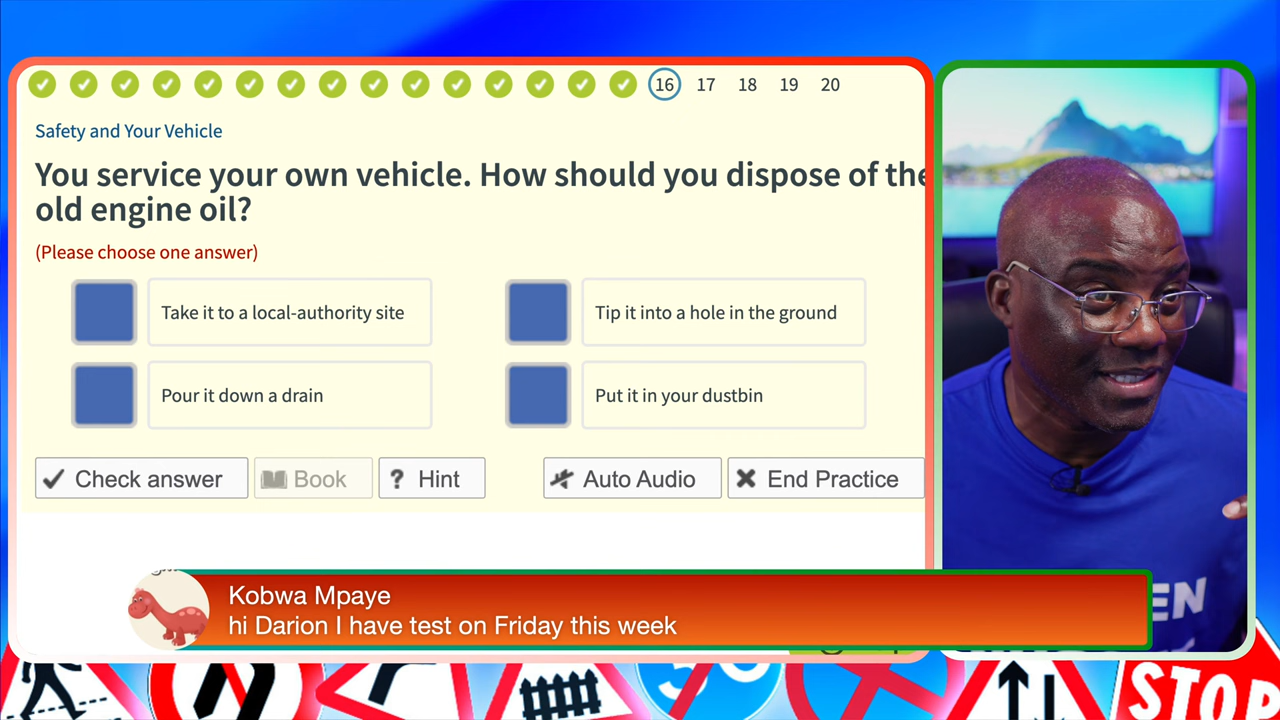 16 17 18 19 20
Safety and Your Vehicle
You service your own vehicle. How should you dispose of the
old engine oil?
(Please choose one answer)
Take it to a local-authority site
Tip it into a hole in the ground
Pour it down a drain
Put it in your dustbin
Check answer
Book
? Hint
Auto Audio
End Practice
Kobwa Mpaye
hi Darion I have test on Friday this week
STOP